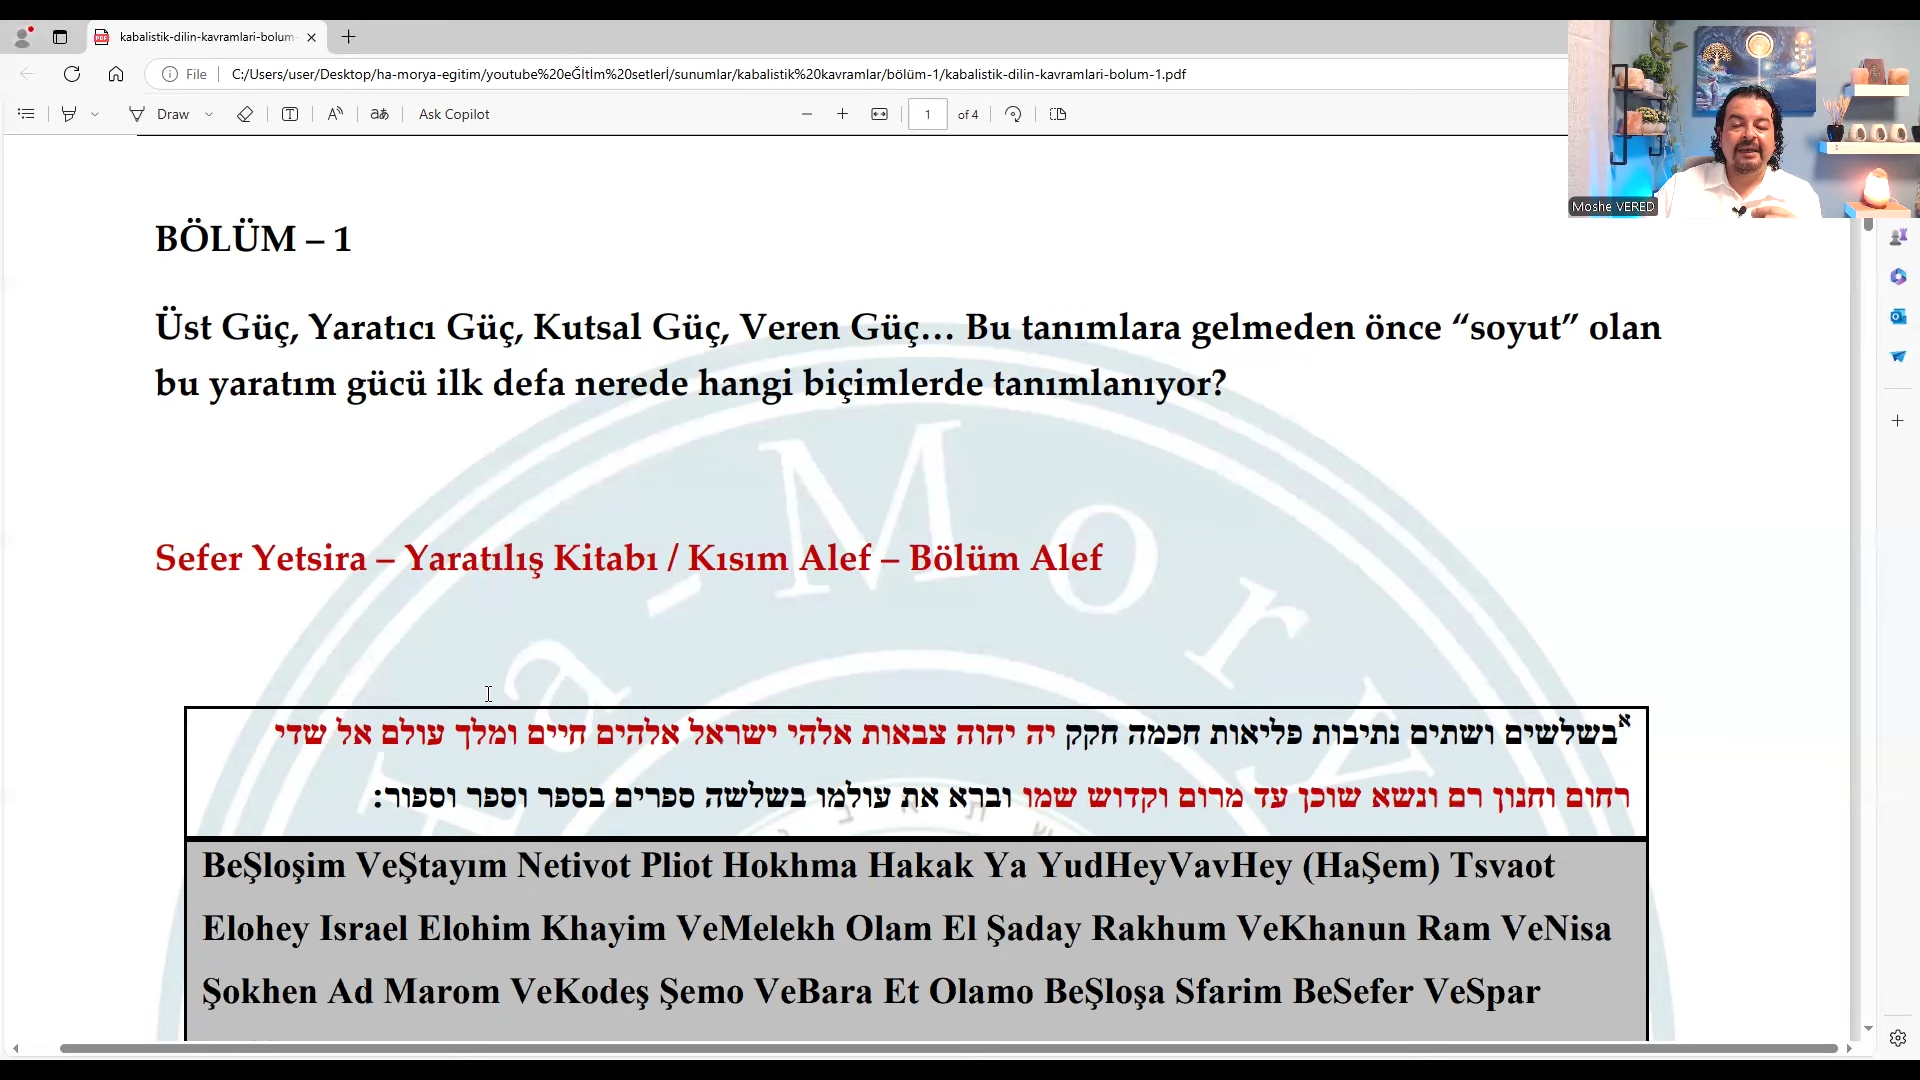 kabalistik-dilin-kavramlari-bolum-
File
C:/Users/user/Desktop/ha-morya-egitim/youtube%20eĞİtİm%20setlerİ/sunumlar/kabalistik%20kavramlar/bölüm-1/kabalistik-dilin-kavramlari-bolum-1.pdf
Draw
Ask Copilot
1 of 4
Moshe VERED
BÖLÜM – 1
Üst Güç, Yaratıcı Güç, Kutsal Güç, Veren Güç… Bu tanımlara gelmeden önce “soyut” olan
bu yaratım gücü ilk defa nerede hangi biçimlerde tanımlanıyor?
Sefer Yetsira – Yaratılış Kitabı / Kısım Alef – Bölüm Alef
א בשלשים ושתים נתיבות פליאות חכמה חקק יה יהוה צבאות אלהי ישראל אלהים חיים ומלך עולם אל שדי
רחום וחנון רם ונשא שוכן עד מרום וקדוש שמו וברא את עולמו בשלשה ספרים בספר וספר וספור:
BeŞloşim VeŞtayım Netivot Pliot Hokhma Hakak Ya YudHeyVavHey (HaŞem) Tsvaot
Elohey Israel Elohim Khayim VeMelekh Olam El Şaday Rakhum VeKhanun Ram VeNisa
Şokhen Ad Marom VeKodeş Şemo VeBara Et Olamo BeŞloşa Sfarim BeSefer VeSpar
Ha-Mory